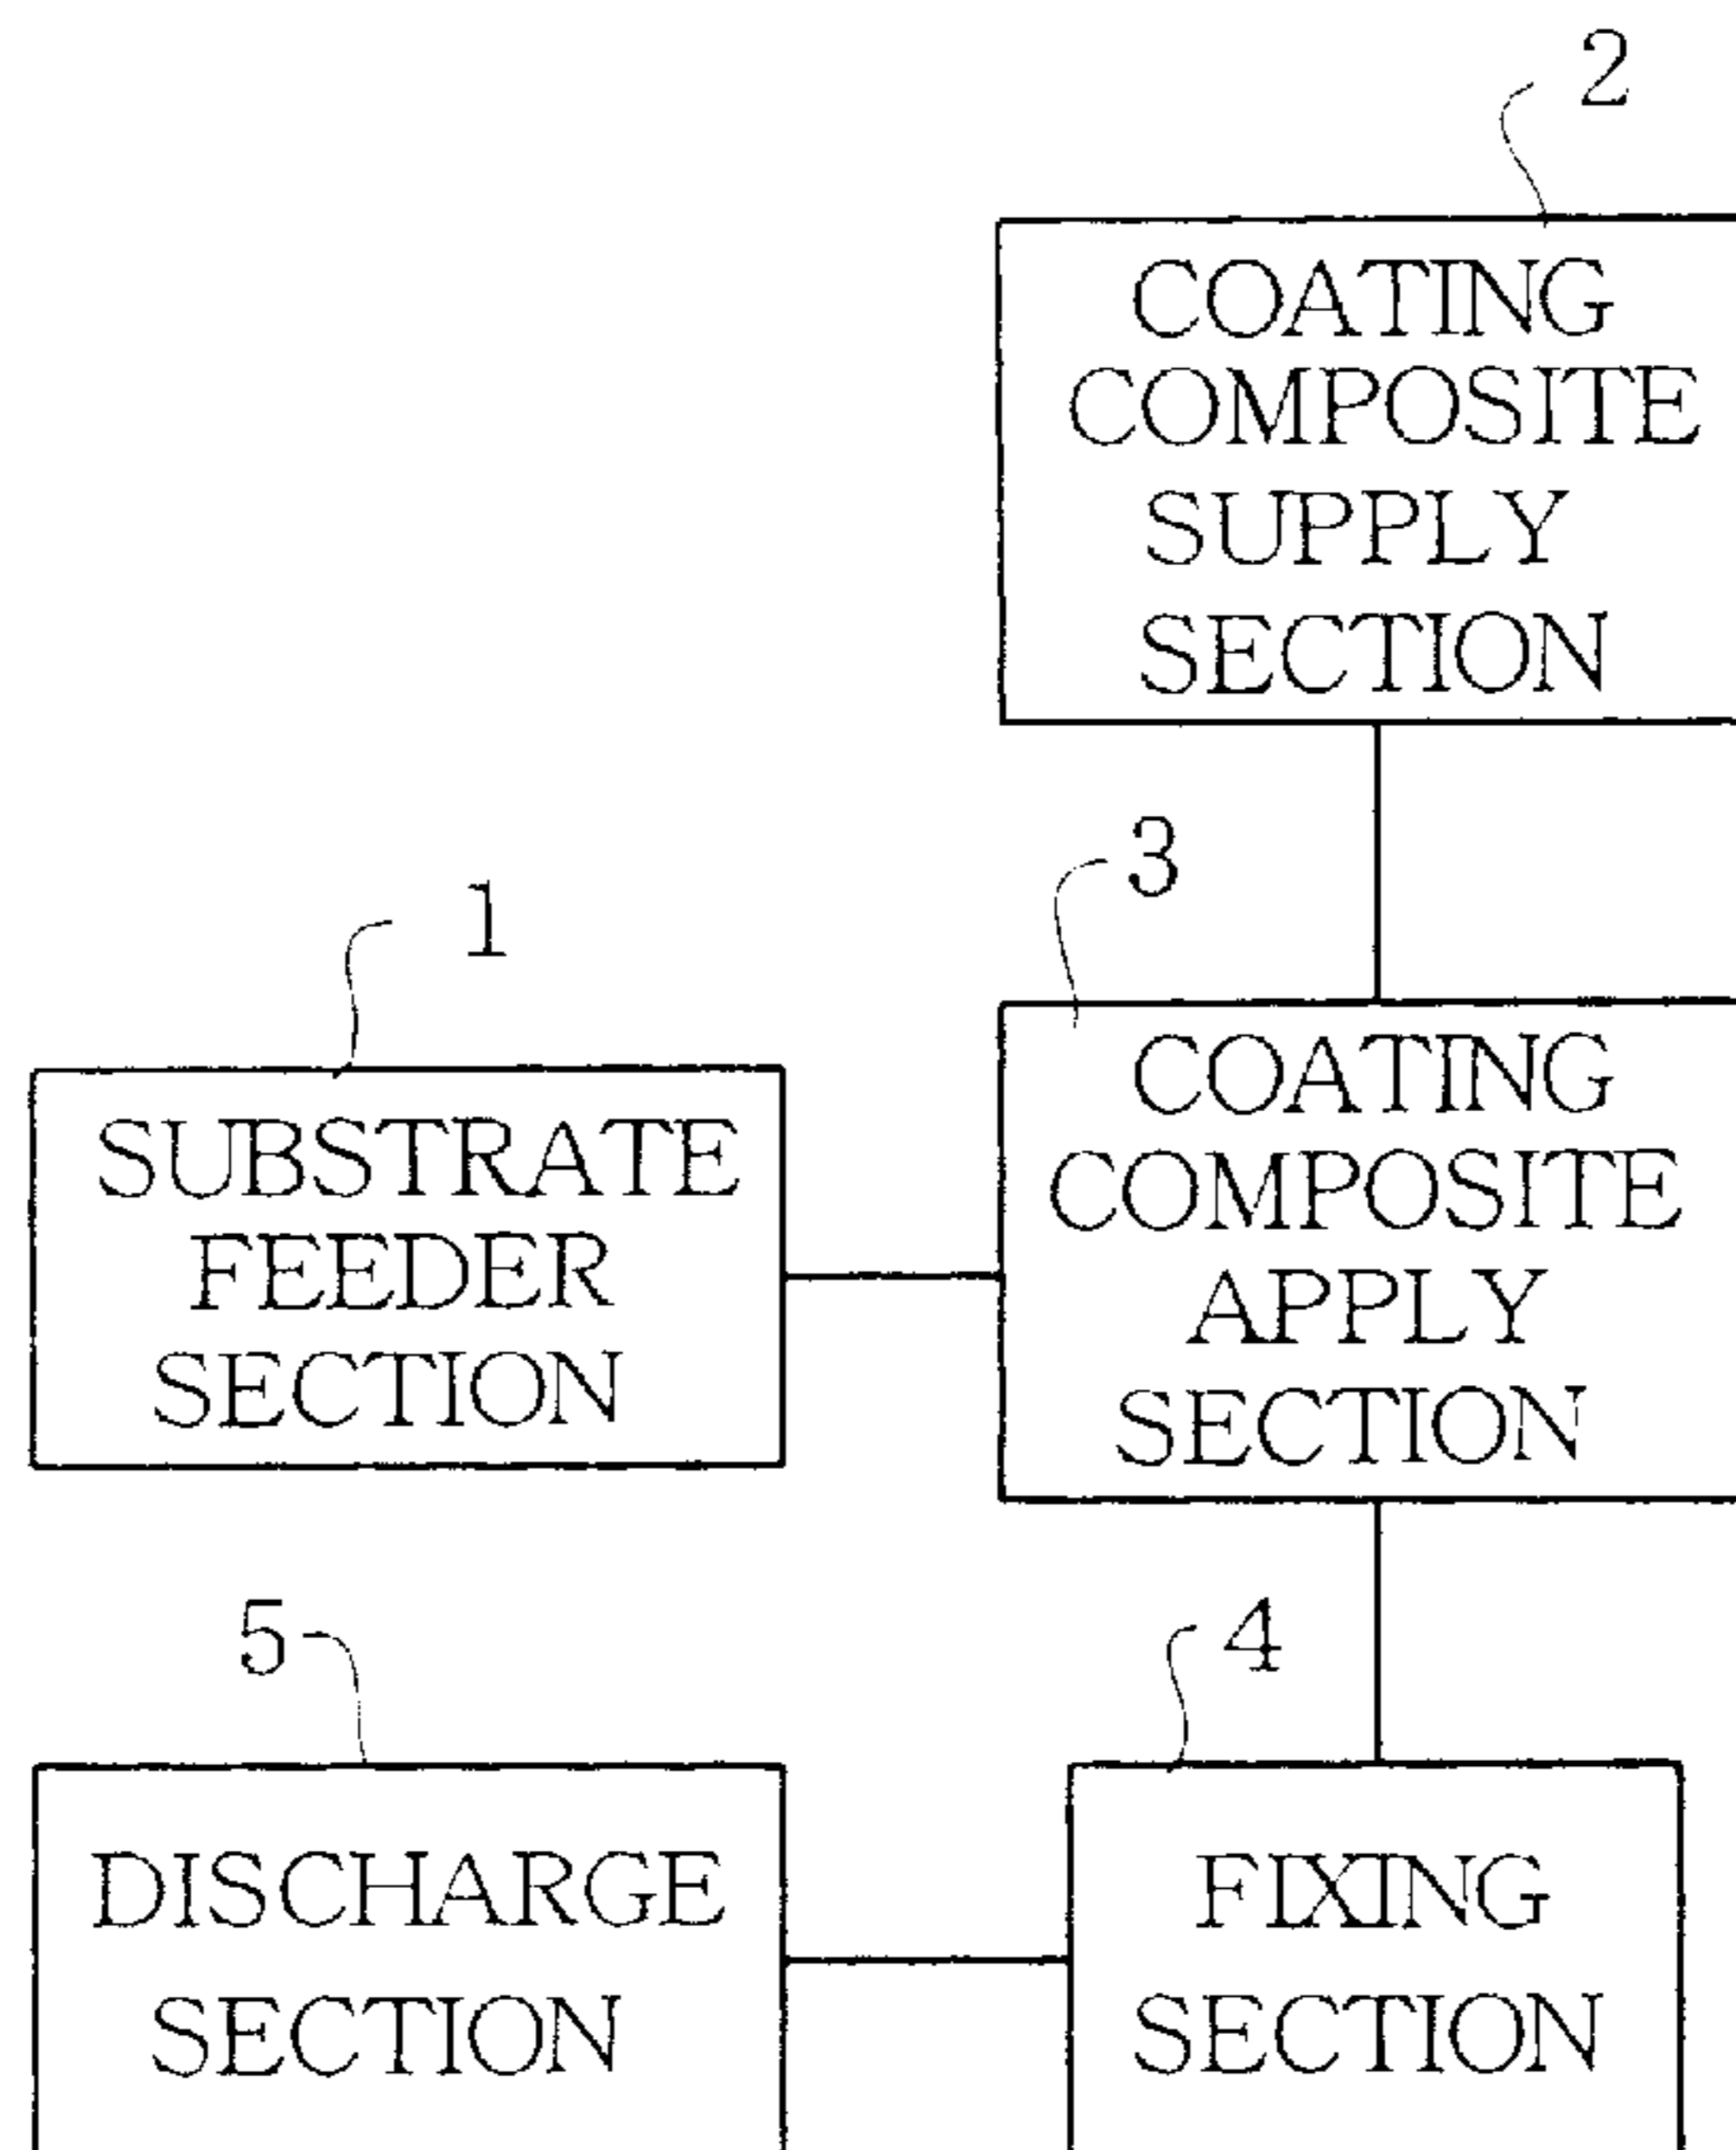 2
COATING
COMPOSITE
SUPPLY
SECTION
3
1
COATING
COMPOSITE
APPLY
SECTION
SUBSTRATE
FEEDER
SECTION
5
4
DISCHARGE
SECTION
FIXING
SECTION